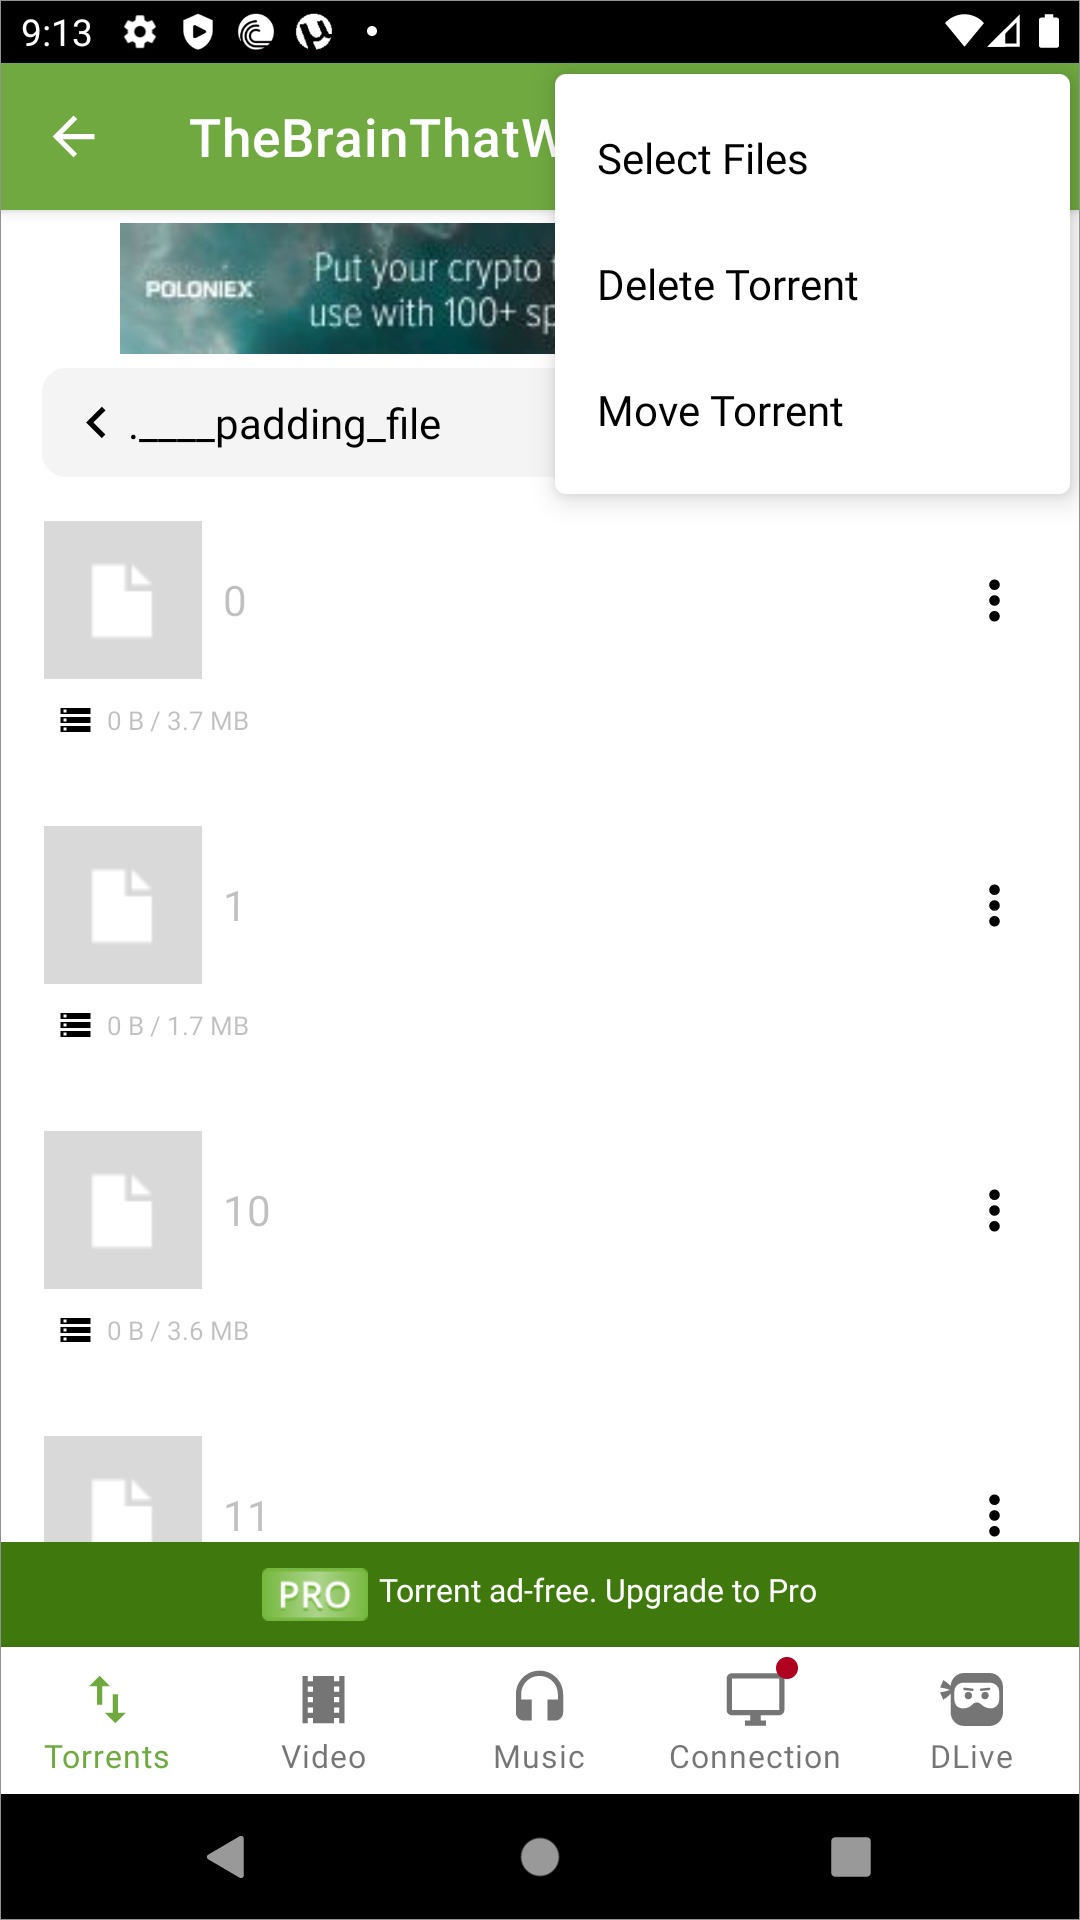 9:13
TheBrainThatW
Select Files
Delete Torrent
Move Torrent
POLONIEX
Put your crypto
use with 100+ sp
.____padding_file
0
0 B / 3.7 MB
1
0 B / 1.7 MB
10
0 B / 3.6 MB
11
PRO Torrent ad-free. Upgrade to Pro
Torrents Video Music Connection DLive